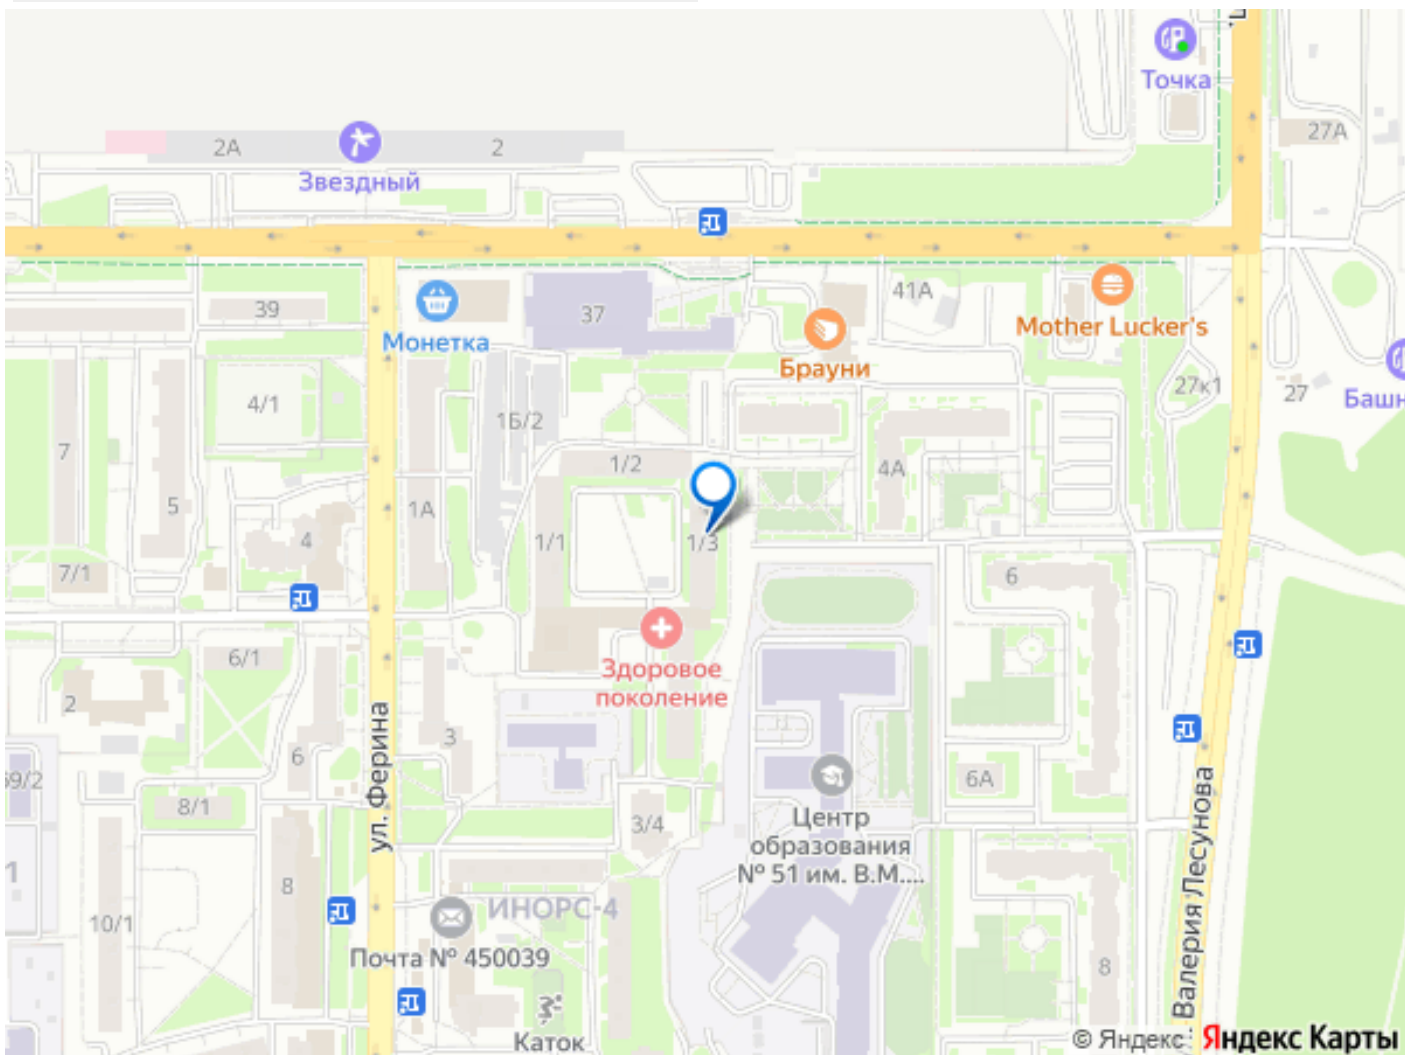 Точка
27А
2А
2
Звездный
39
Монетка
37
41А
Mother Lucker's
Брауни
4/1
1Б/2
27к1
27
7
1/2
4А
5
1А
4
1/1
1/3
7/1
6
6/1
Здоровое
поколение
2
3
6
ул. Ферина
8/1
6А
3/4
Центр
образования
№ 51 им. В.М....
Валерия Лесунова
8
10/1
ИНОРС-4
Почта № 450039
8
Каток
© Яндекс
Яндекс Карты